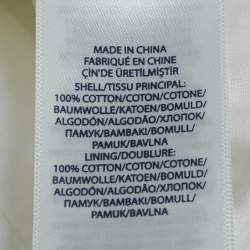 MADE IN CHINA
FABRIQUÉ EN CHINE
ÇİN'DE ÜRETİLMİŞTİR
SHELL/TISSU PRINCIPAL:
100% COTTON/COTON/COTONE/
BAUMWOLLE/KATOEN/BOMULD/
ALGODÓN/ALGODÃO/ХЛОПОК
/ПАМУК/BAMBAKI/BOMULL/
PAMUK/BAVLNA
LINING/DOUBLURE:
100% COTTON/COTON/COTONE/
BAUMWOLLE/KATOEN/BOMULD/
ALGODÓN/ALGODÃO/ХЛОПОК
/ПАМУК/BAMBAKI/BOMULL/
PAMUK/BAVLNA